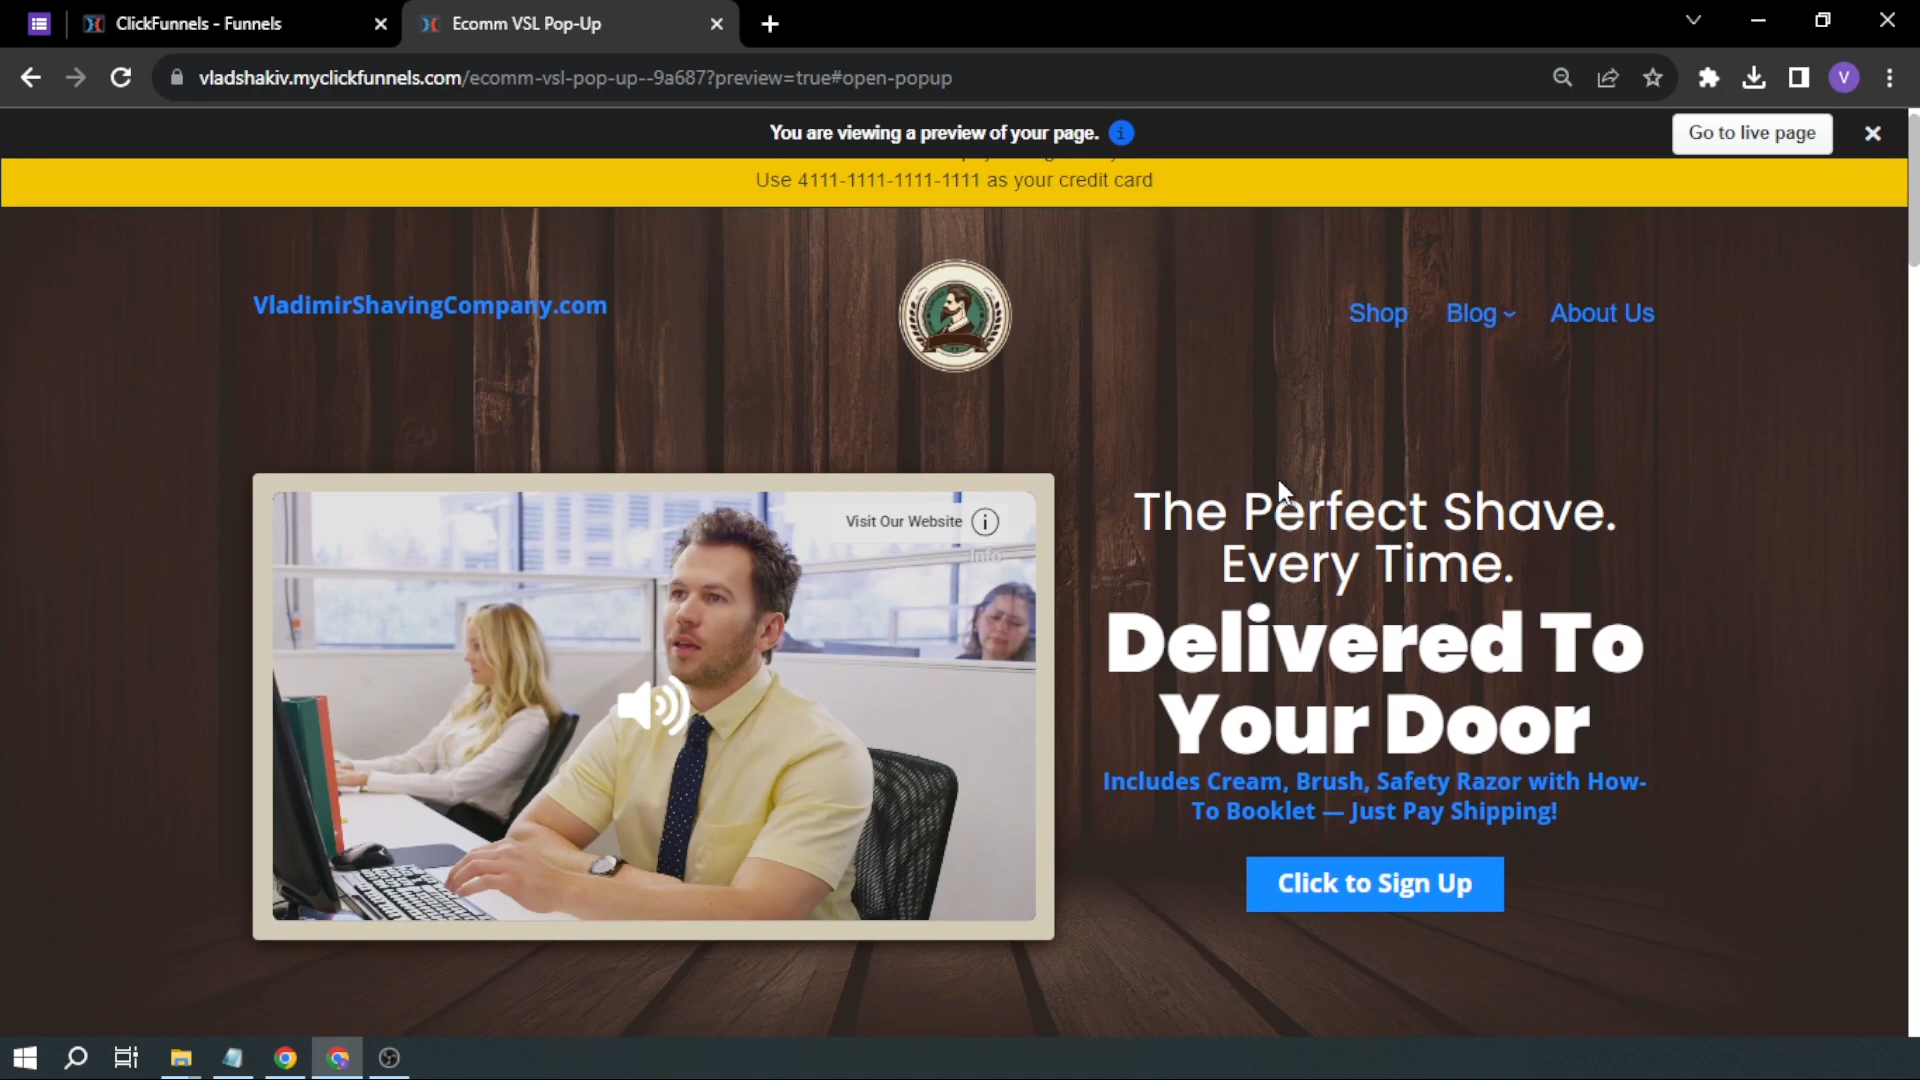 ClickFunnels - Funnels
Ecomm VSL Pop-Up
vladshakiv.myclickfunnels.com/ecomm-vsl-pop-up--9a687?preview=true#open-popup
V
You are viewing a preview of your page.
i
Go to live page
Use 4111-1111-1111-1111 as your credit card
VladimirShavingCompany.com
Shop
Blog
About Us
Visit Our Website
i
Info
The Perfect Shave.
Every Time.
Delivered To
Your Door
Includes Cream, Brush, Safety Razor with How-
To Booklet — Just Pay Shipping!
Click to Sign Up